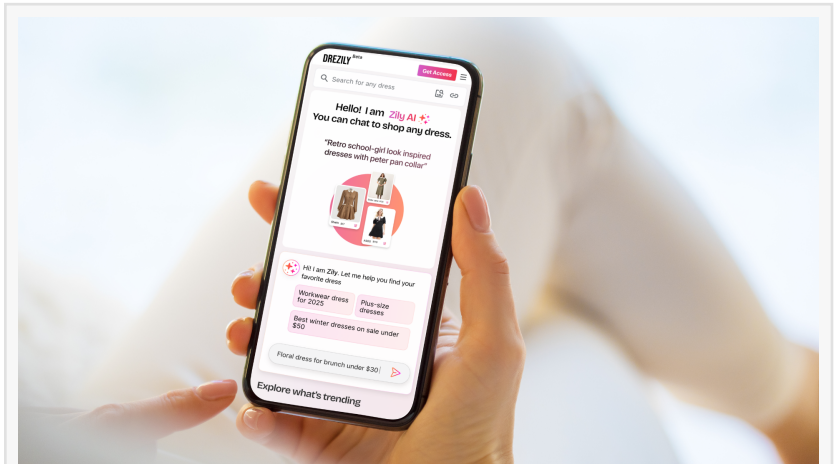 DREZILY Beta
Get Access
Search for any dress
Hello! I am Zily AI
You can chat to shop any dress.
"Retro school-girl look inspired
dresses with peter pan collar"
Hi! I am Zily. Let me help you find your
favorite dress
Workwear dress
for 2025
Plus-size
dresses
Best winter dresses on sale under
$50
Floral dress for brunch under $30
Explore what's trending